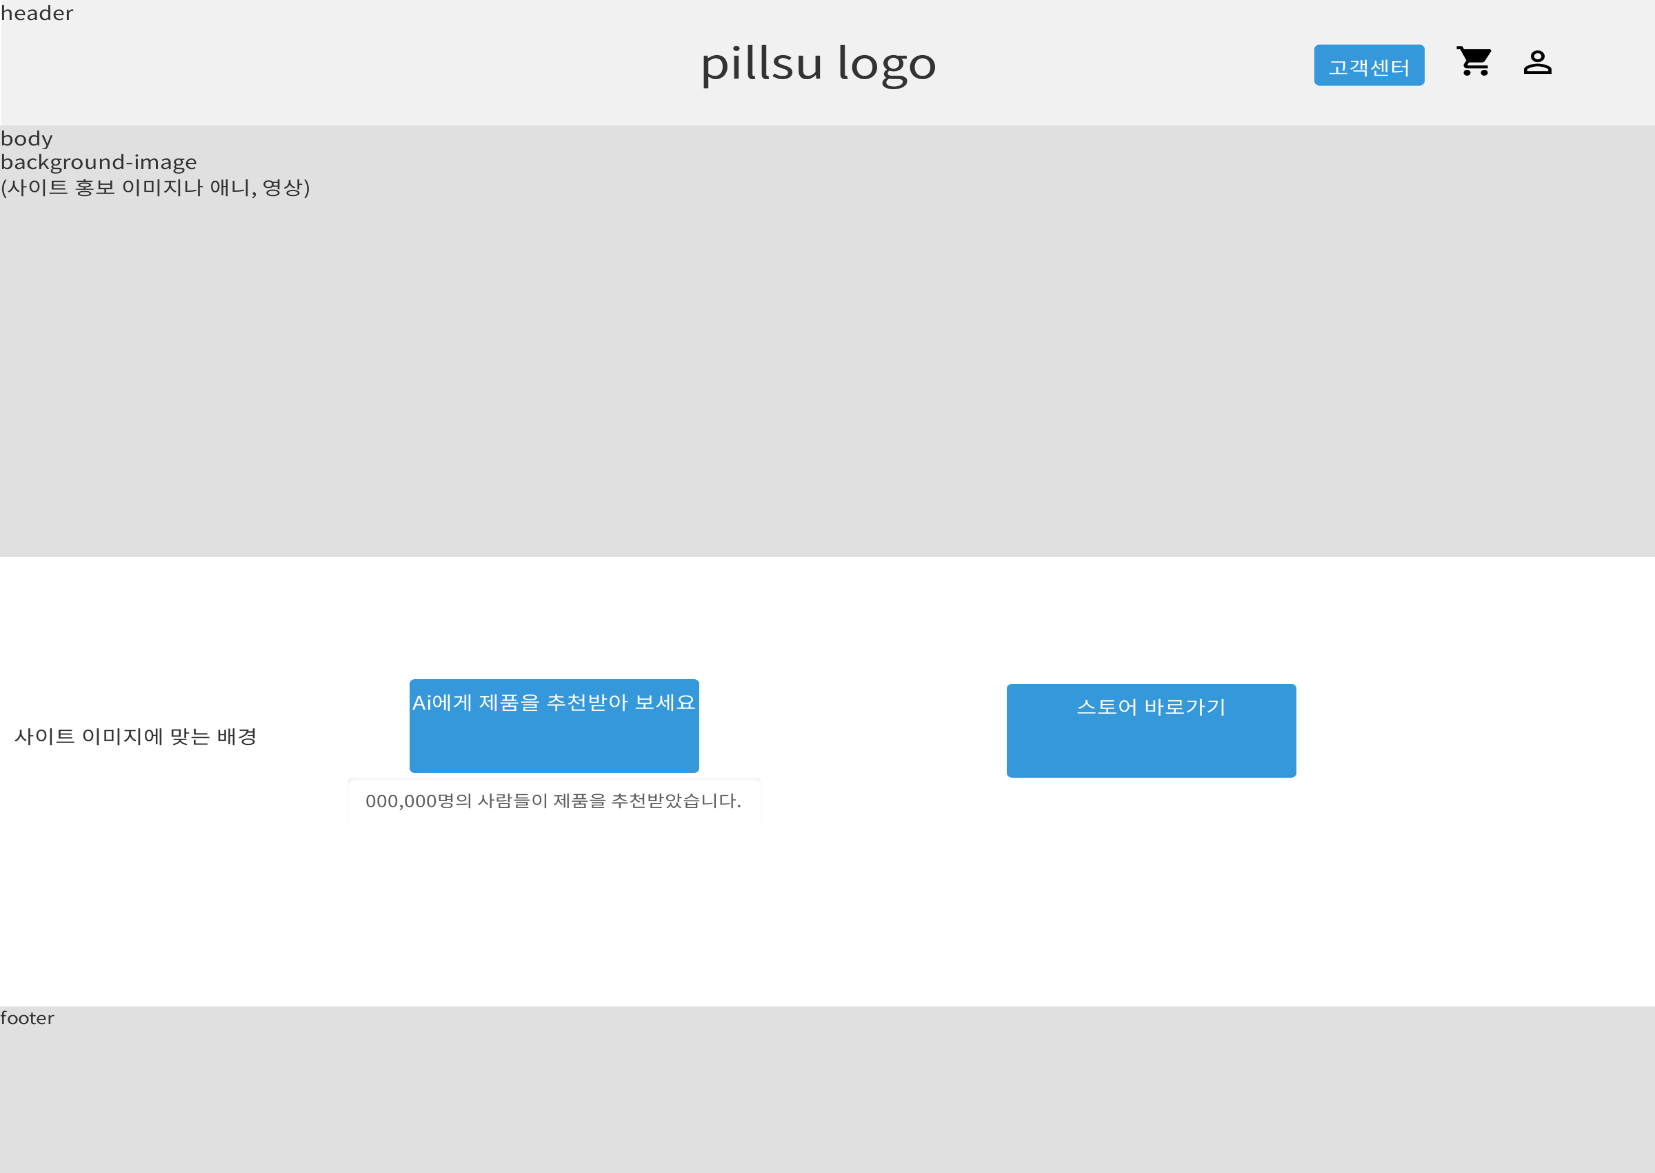 header
pillsu logo
고객센터
body
background-image
(사이트 홍보 이미지나 애니, 영상)
Ai에게 제품을 추천받아 보세요
스토어 바로가기
사이트 이미지에 맞는 배경
000,000명의 사람들이 제품을 추천받았습니다.
footer